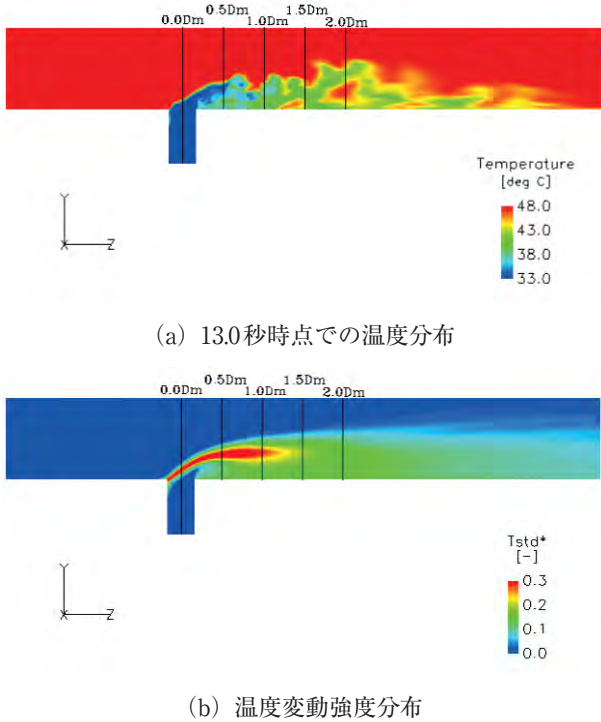 0.5Dm 1.5Dm
0.0Dm 1.0Dm 2.0Dm
Temperature
[deg C]
48.0
43.0
38.0
33.0
Y
X Z
(a) 13.0秒時点での温度分布
0.5Dm 1.5Dm
0.0Dm 1.0Dm 2.0Dm
Tstd*
[-]
0.3
0.2
0.1
0.0
Y
X Z
(b) 温度変動強度分布